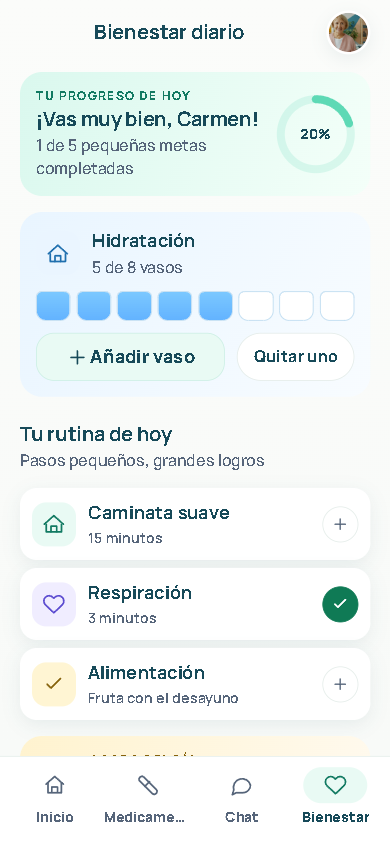 Bienestar diario
TU PROGRESO DE HOY
¡Vas muy bien, Carmen!
1 de 5 pequeñas metas
completadas
20%
Hidratación
5 de 8 vasos
Añadir vaso
Quitar uno
Tu rutina de hoy
Pasos pequeños, grandes logros
Caminata suave
15 minutos
Respiración
3 minutos
Alimentación
Fruta con el desayuno
Inicio
Medicame...
Chat
Bienestar